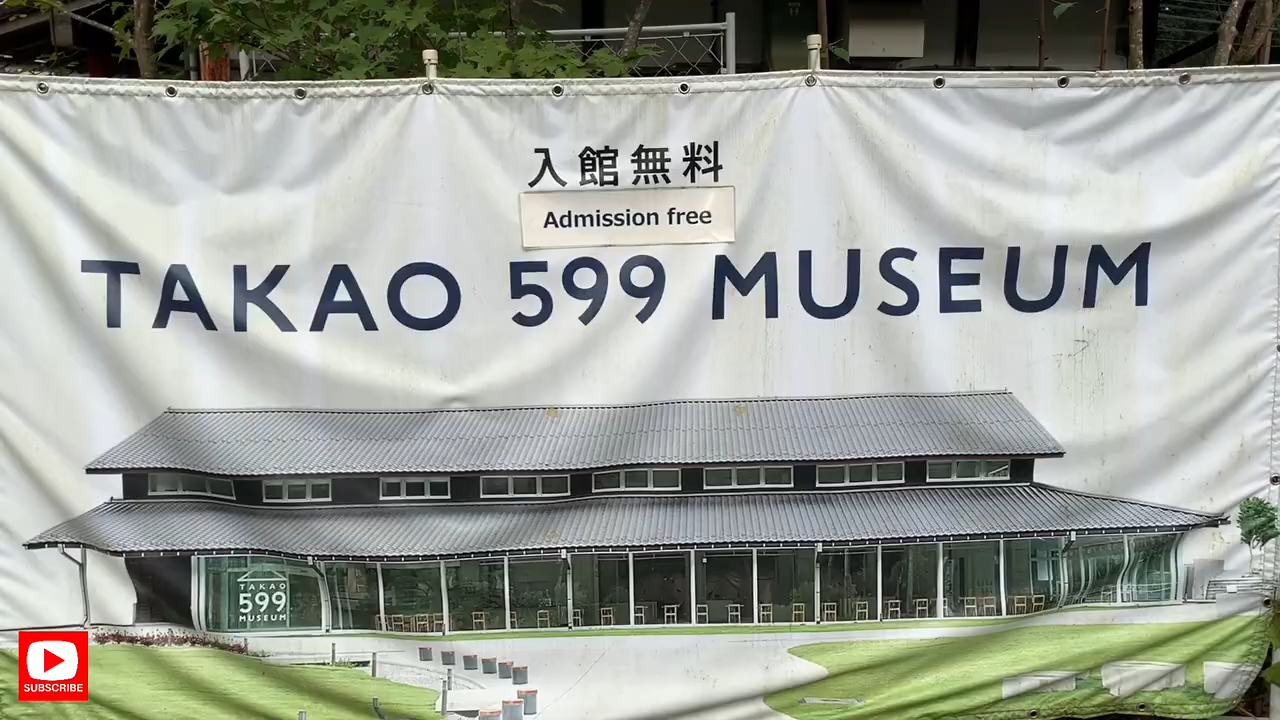 入館無料
Admission free
TAKAO 599 MUSEUM
TAKAO
599
MUSEUM
SUBSCRIBE